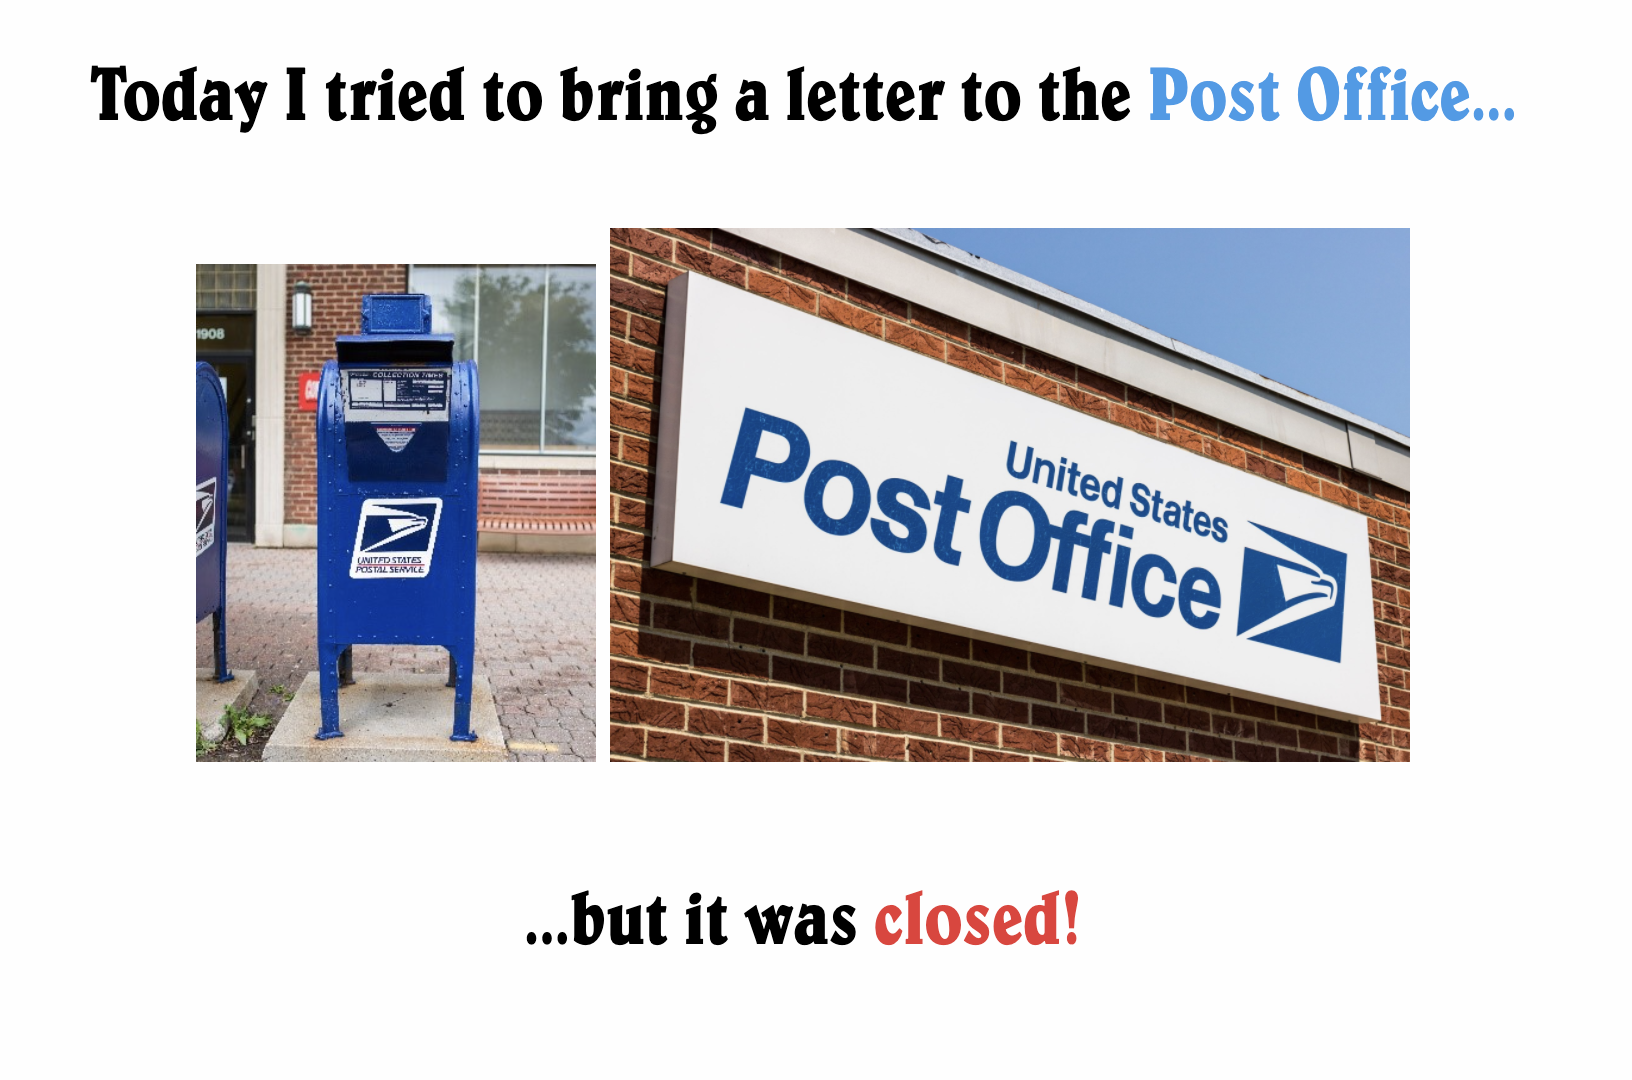 Today I tried to bring a letter to the Post Office...
1908
COLLECTION TIMES
UNITED STATES
POSTAL SERVICE
United States
Post Office
...but it was closed!